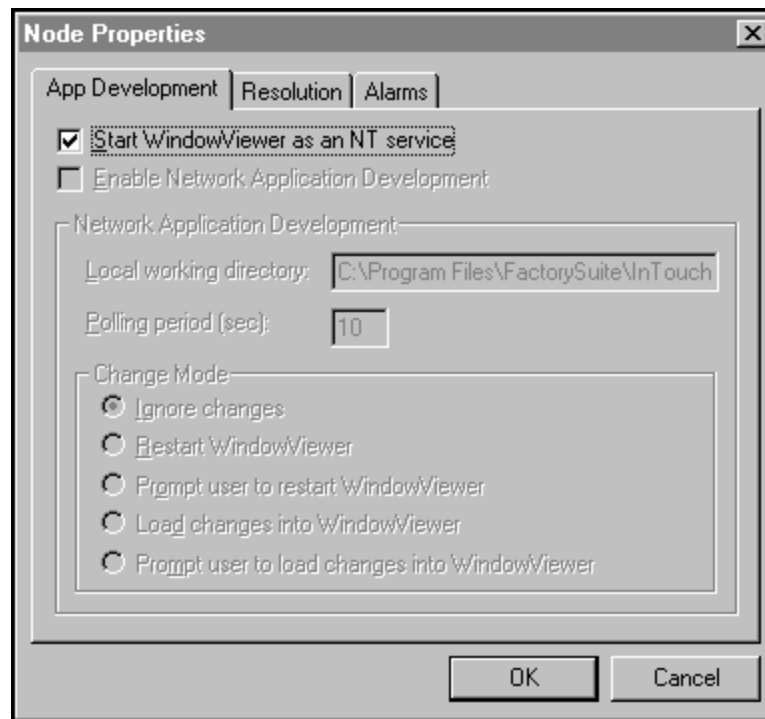 Node Properties
App Development Resolution Alarms
Start WindowViewer as an NT service
Enable Network Application Development
Network Application Development
Local working directory: C:\Program Files\FactorySuite\InTouch
Polling period (sec): 10
Change Mode
Ignore changes
Restart WindowViewer
Prompt user to restart WindowViewer
Load changes into WindowViewer
Prompt user to load changes into WindowViewer
OK Cancel